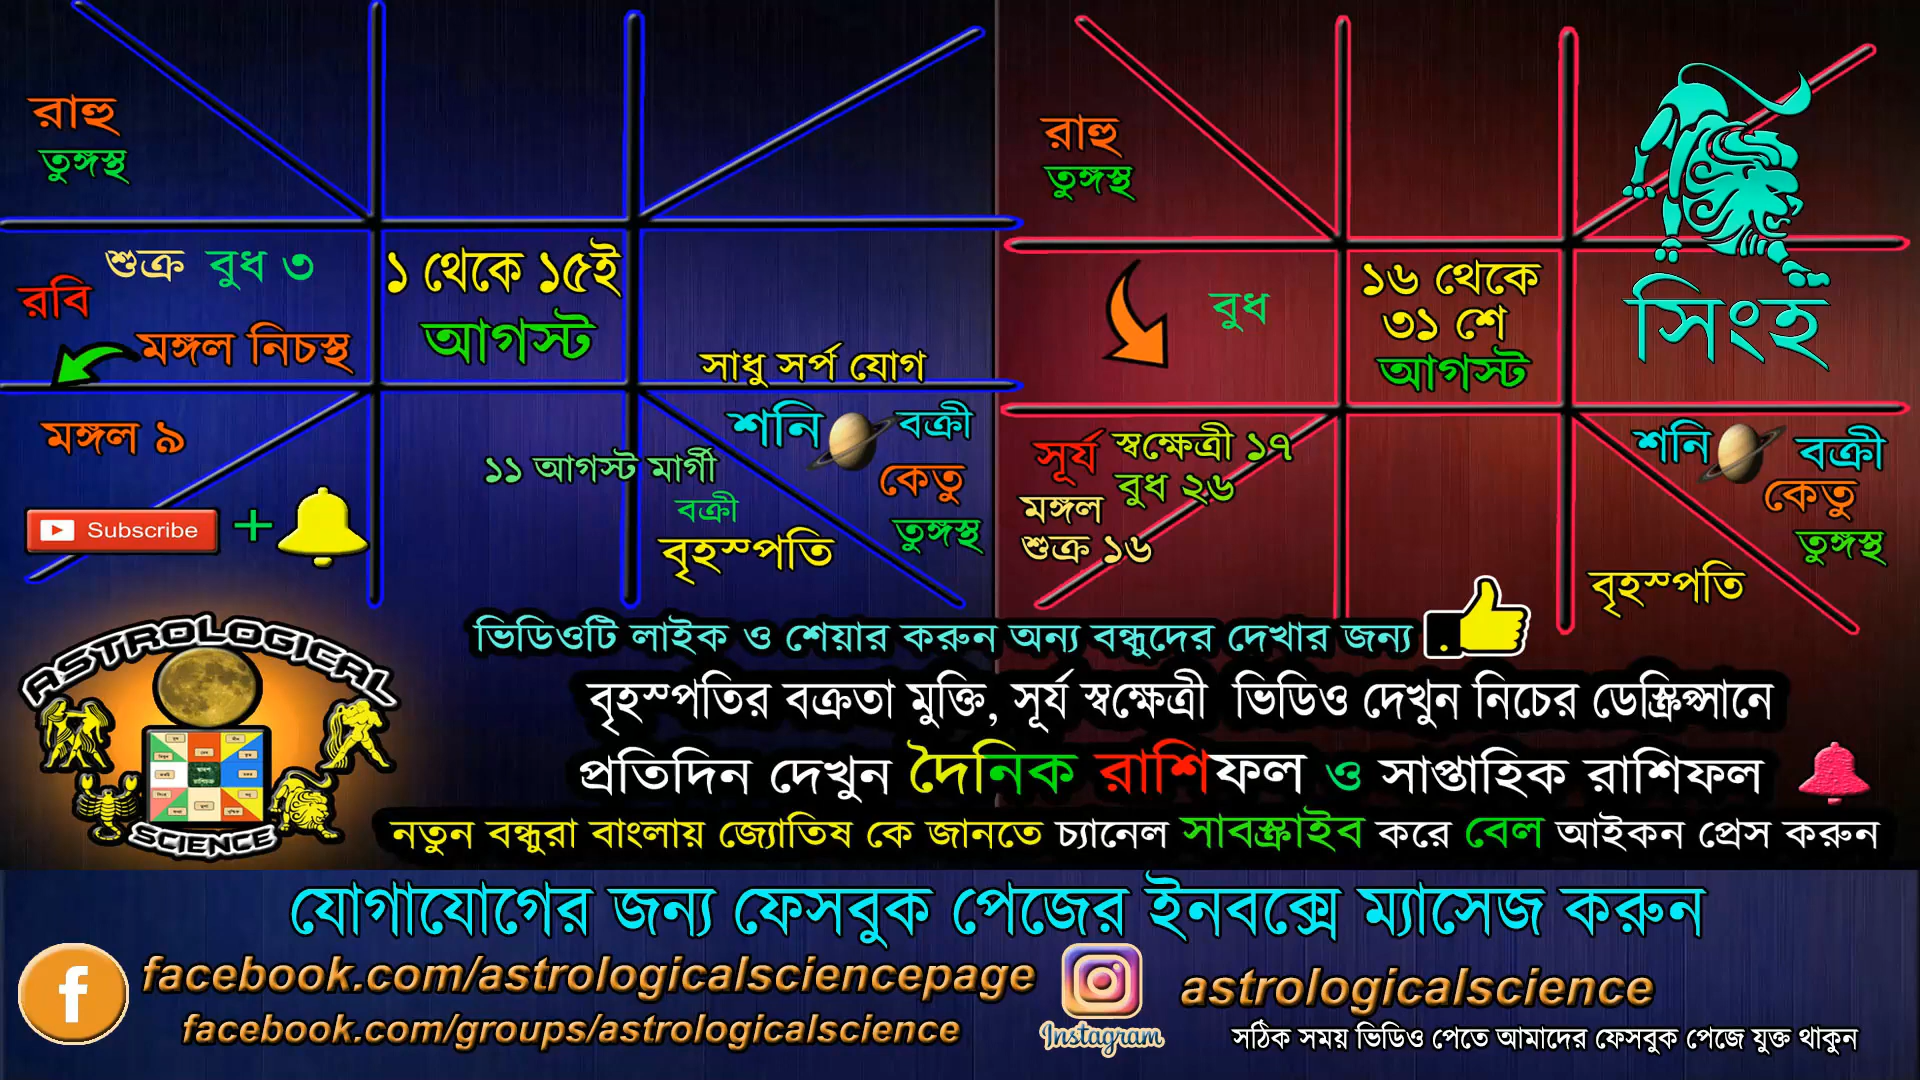 রাহু
তুঙ্গস্থ
শুক্র বুধ ৩
রবি
মঙ্গল নিচস্থ
মঙ্গল ৯
১ থেকে ১৫ই
আগস্ট
সাধু সর্প যোগ
শনি বক্রী
কেতু
তুঙ্গস্থ
১১ আগস্ট মার্গী
বক্রী
বৃহস্পতি
Subscribe +
রাহু
তুঙ্গস্থ
বুধ
১৬ থেকে
৩১ শে
আগস্ট
সিংহ
সূর্য স্বক্ষেত্রী ১৭
বুধ ২৬
মঙ্গল
শুক্র ১৬
শনি বক্রী
কেতু
তুঙ্গস্থ
বৃহস্পতি
ASTROLOGICAL
SCIENCE
ভিডিওটি লাইক ও শেয়ার করুন অন্য বন্ধুদের দেখার জন্য
বৃহস্পতির বক্রতা মুক্তি, সূর্য স্বক্ষেত্রী ভিডিও দেখুন নিচের ডেস্ক্রিপ্সানে
প্রতিদিন দেখুন দৈনিক রাশিফল ও সাপ্তাহিক রাশিফল
নতুন বন্ধুরা বাংলায় জ্যোতিষ কে জানতে চ্যানেল সাবস্ক্রাইব করে বেল আইকন প্রেস করুন
যোগাযোগের জন্য ফেসবুক পেজের ইনবক্সে ম্যাসেজ করুন
facebook.com/astrologicalsciencepage
facebook.com/groups/astrologicalscience
Instagram
astrologicalscience
সঠিক সময় ভিডিও পেতে আমাদের ফেসবুক পেজে যুক্ত থাকুন